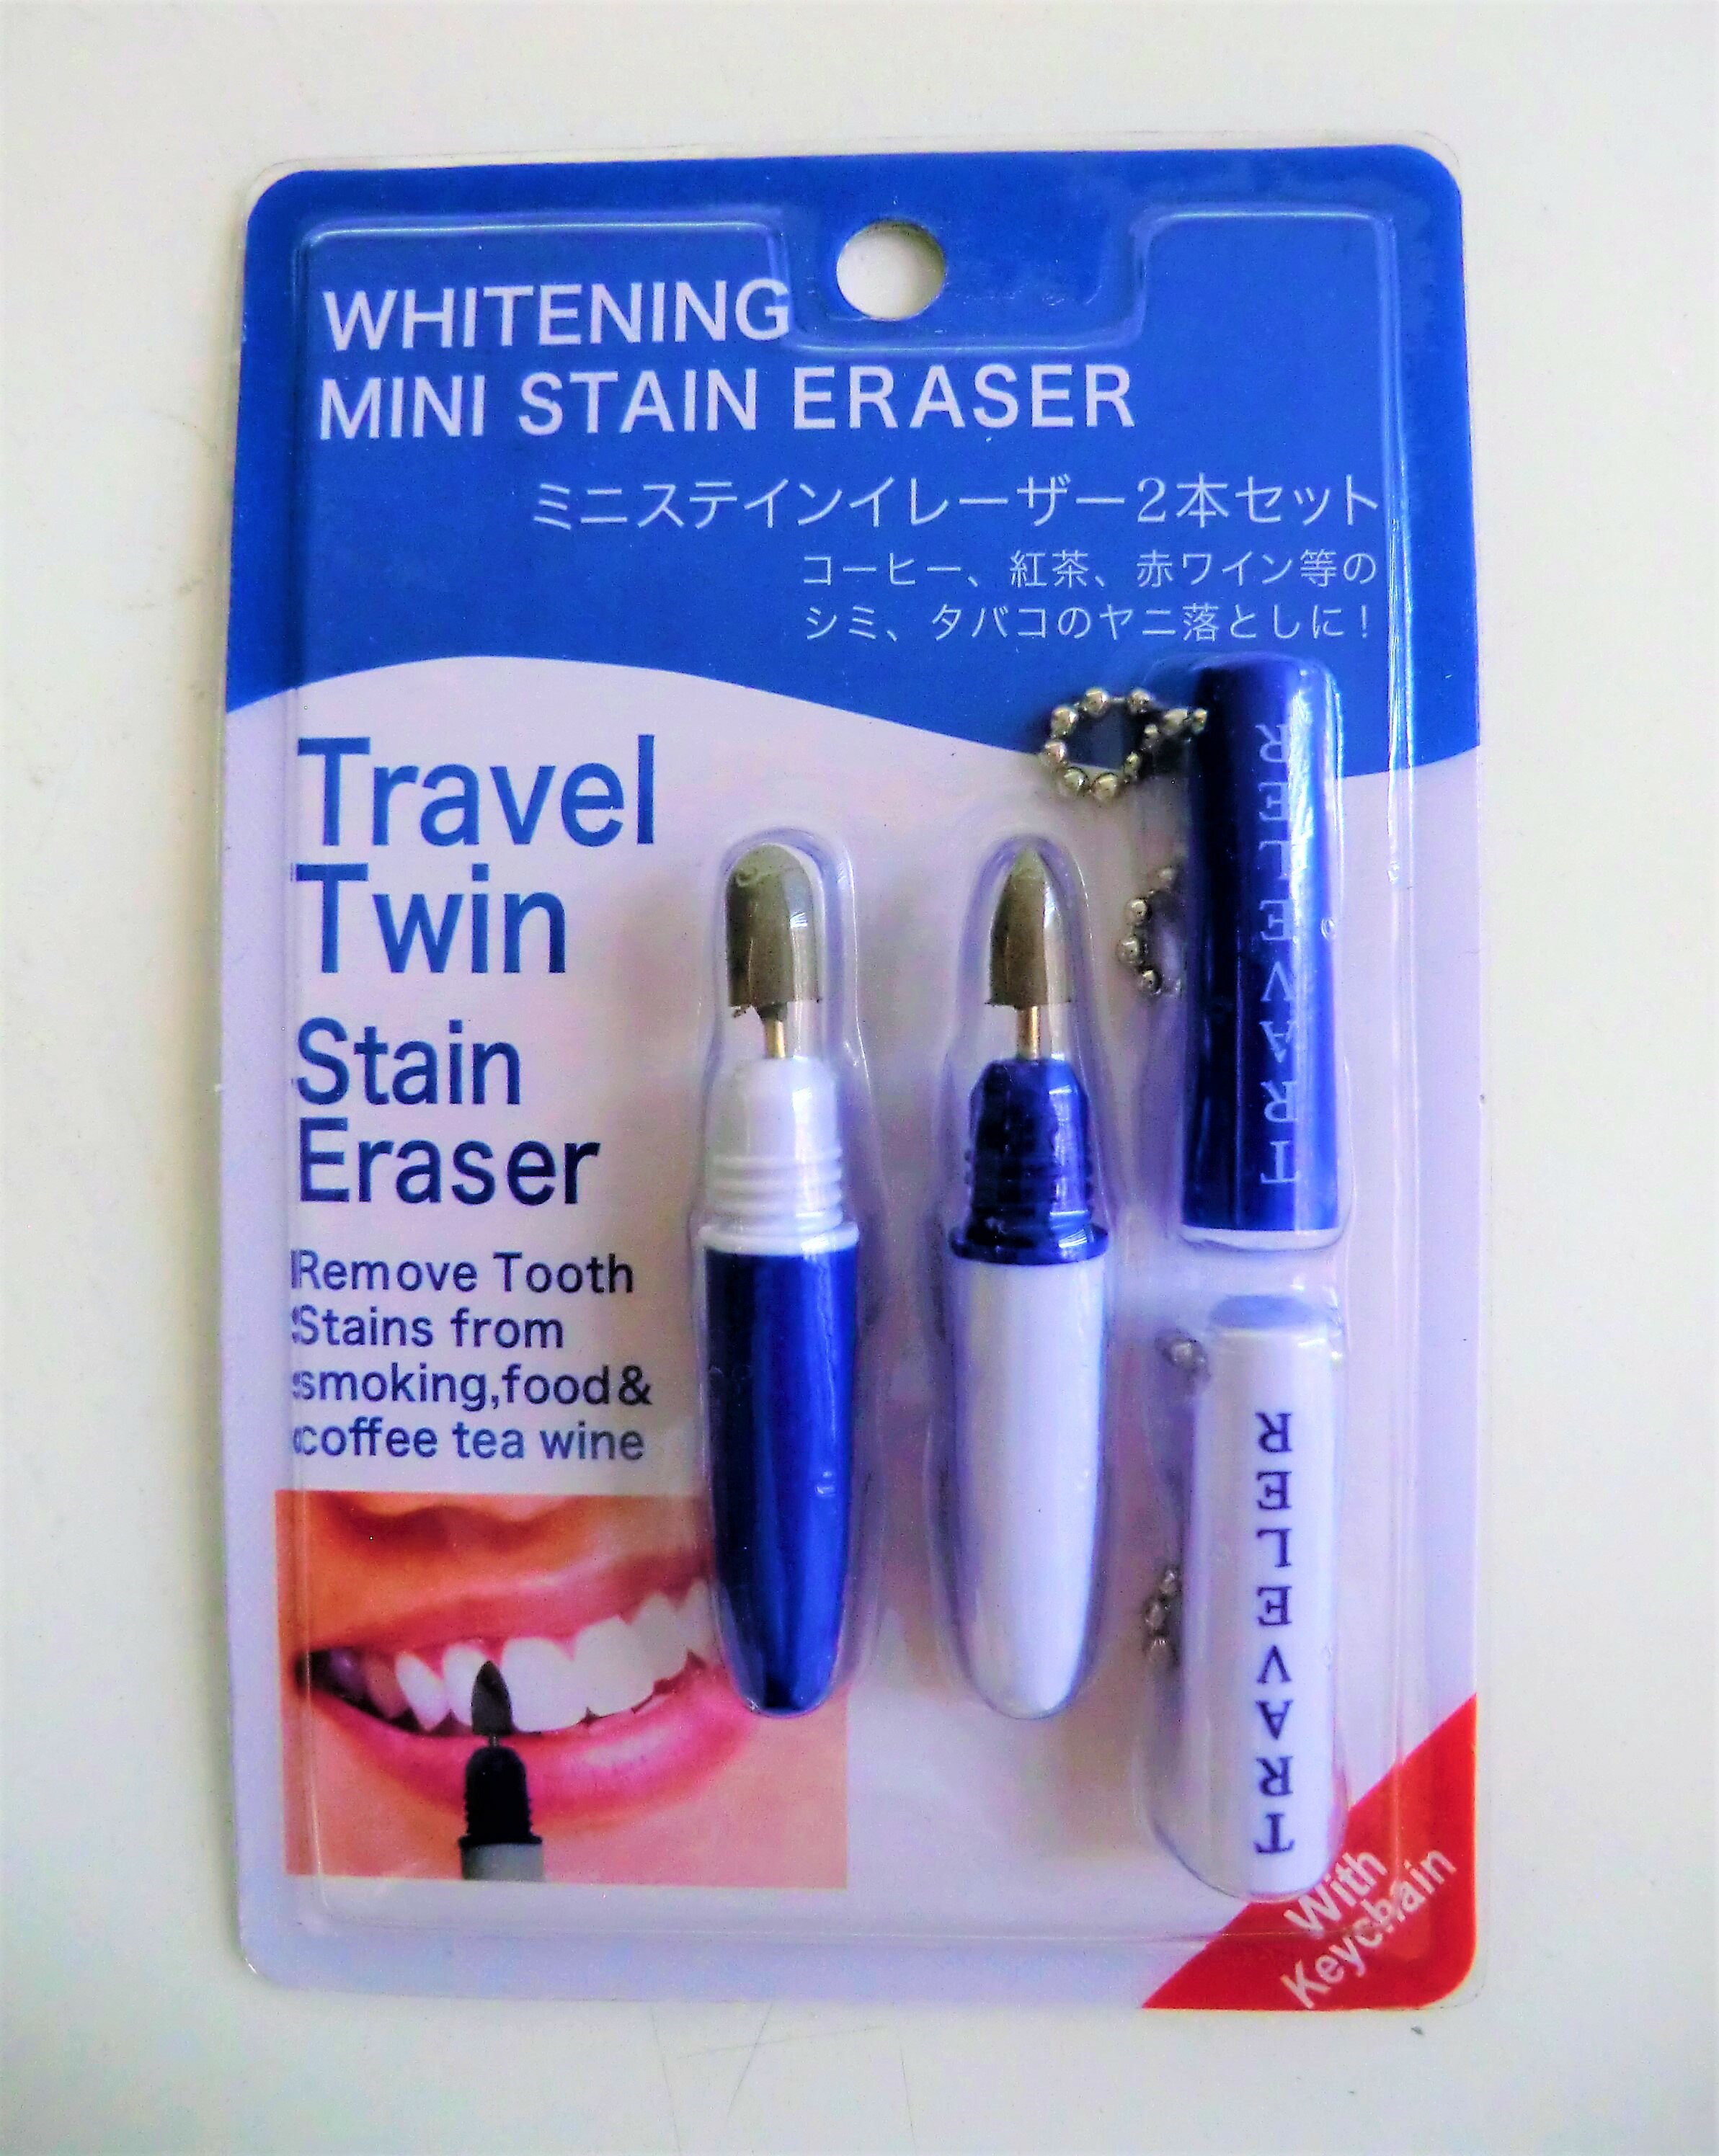 WHITENING
MINI STAIN ERASER
ミニステインイレーザー2本セット
コーヒー、紅茶、赤ワイン等の
シミ、タバコのヤニ落としに!
Travel
Twin
Stain
Eraser
Remove Tooth
Stains from
smoking,food&
coffee tea wine
TRAVELER
TRAVELER
With
Keychain